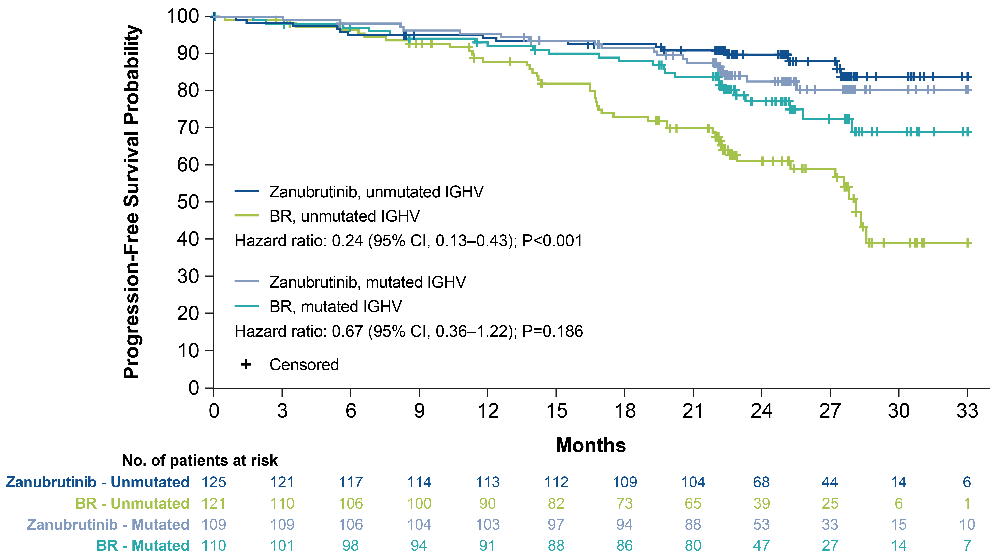 Progression-Free Survival Probability
100
90
80
70
60
50
40
30
20
10
0
Zanubrutinib, unmutated IGHV
BR, unmutated IGHV
Hazard ratio: 0.24 (95% CI, 0.13–0.43); P<0.001
Zanubrutinib, mutated IGHV
BR, mutated IGHV
Hazard ratio: 0.67 (95% CI, 0.36–1.22); P=0.186
+ Censored
0 3 6 9 12 15 18 21 24 27 30 33
Months
No. of patients at risk
Zanubrutinib - Unmutated 125 121 117 114 113 112 109 104 68 44 14 6
BR - Unmutated 121 110 106 100 90 82 73 65 39 25 6 1
Zanubrutinib - Mutated 109 109 106 104 103 97 94 88 53 33 15 10
BR - Mutated 110 101 98 94 91 88 86 80 47 27 14 7